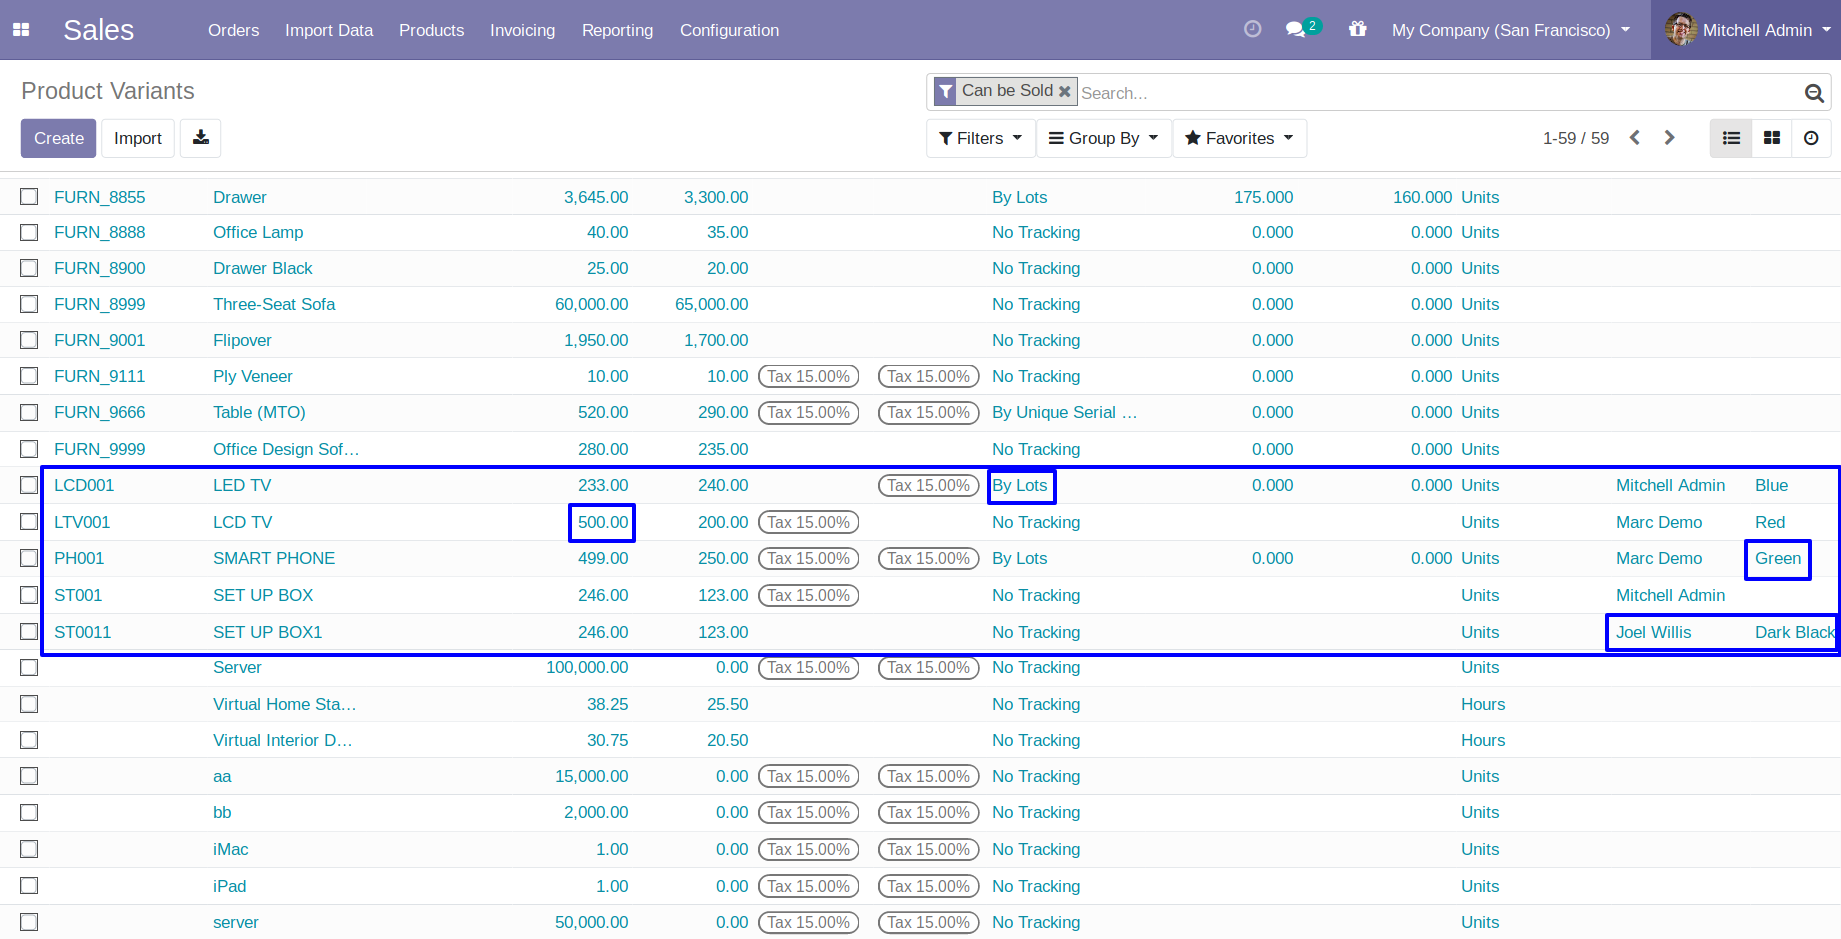 Sales Orders Import Data Products Invoicing Reporting Configuration 2 My Company (San Francisco) Mitchell Admin
Product Variants Can be Sold Search...
Create Import Filters Group By Favorites 1-59 / 59
FURN_8855 Drawer 3,645.00 3,300.00 By Lots 175.000 160.000 Units
FURN_8888 Office Lamp 40.00 35.00 No Tracking 0.000 0.000 Units
FURN_8900 Drawer Black 25.00 20.00 No Tracking 0.000 0.000 Units
FURN_8999 Three-Seat Sofa 60,000.00 65,000.00 No Tracking 0.000 0.000 Units
FURN_9001 Flipover 1,950.00 1,700.00 No Tracking 0.000 0.000 Units
FURN_9111 Ply Veneer 10.00 10.00 Tax 15.00% Tax 15.00% No Tracking 0.000 0.000 Units
FURN_9666 Table (MTO) 520.00 290.00 Tax 15.00% Tax 15.00% By Unique Serial ... 0.000 0.000 Units
FURN_9999 Office Design Sof... 280.00 235.00 No Tracking 0.000 0.000 Units
LCD001 LED TV 233.00 240.00 Tax 15.00% By Lots 0.000 0.000 Units Mitchell Admin Blue
LTV001 LCD TV 500.00 200.00 Tax 15.00% No Tracking Units Marc Demo Red
PH001 SMART PHONE 499.00 250.00 Tax 15.00% Tax 15.00% By Lots 0.000 0.000 Units Marc Demo Green
ST001 SET UP BOX 246.00 123.00 Tax 15.00% No Tracking Units Mitchell Admin
ST0011 SET UP BOX1 246.00 123.00 No Tracking Units Joel Willis Dark Black
Server 100,000.00 0.00 Tax 15.00% Tax 15.00% No Tracking Units
Virtual Home Sta... 38.25 25.50 No Tracking Hours
Virtual Interior D... 30.75 20.50 No Tracking Hours
aa 15,000.00 0.00 Tax 15.00% Tax 15.00% No Tracking Units
bb 2,000.00 0.00 Tax 15.00% Tax 15.00% No Tracking Units
iMac 1.00 0.00 Tax 15.00% Tax 15.00% No Tracking Units
iPad 1.00 0.00 Tax 15.00% Tax 15.00% No Tracking Units
server 50,000.00 0.00 Tax 15.00% Tax 15.00% No Tracking Units